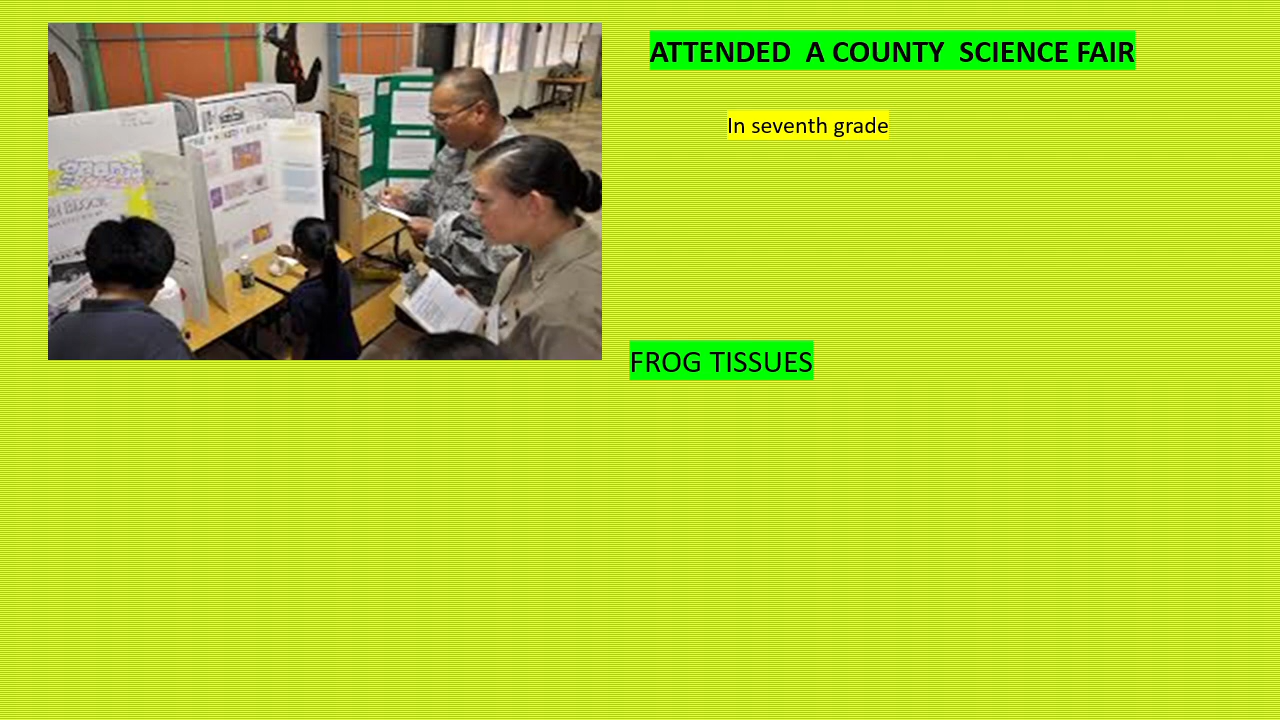 ATTENDED  A COUNTY  SCIENCE FAIR
In seventh grade
FROG TISSUES